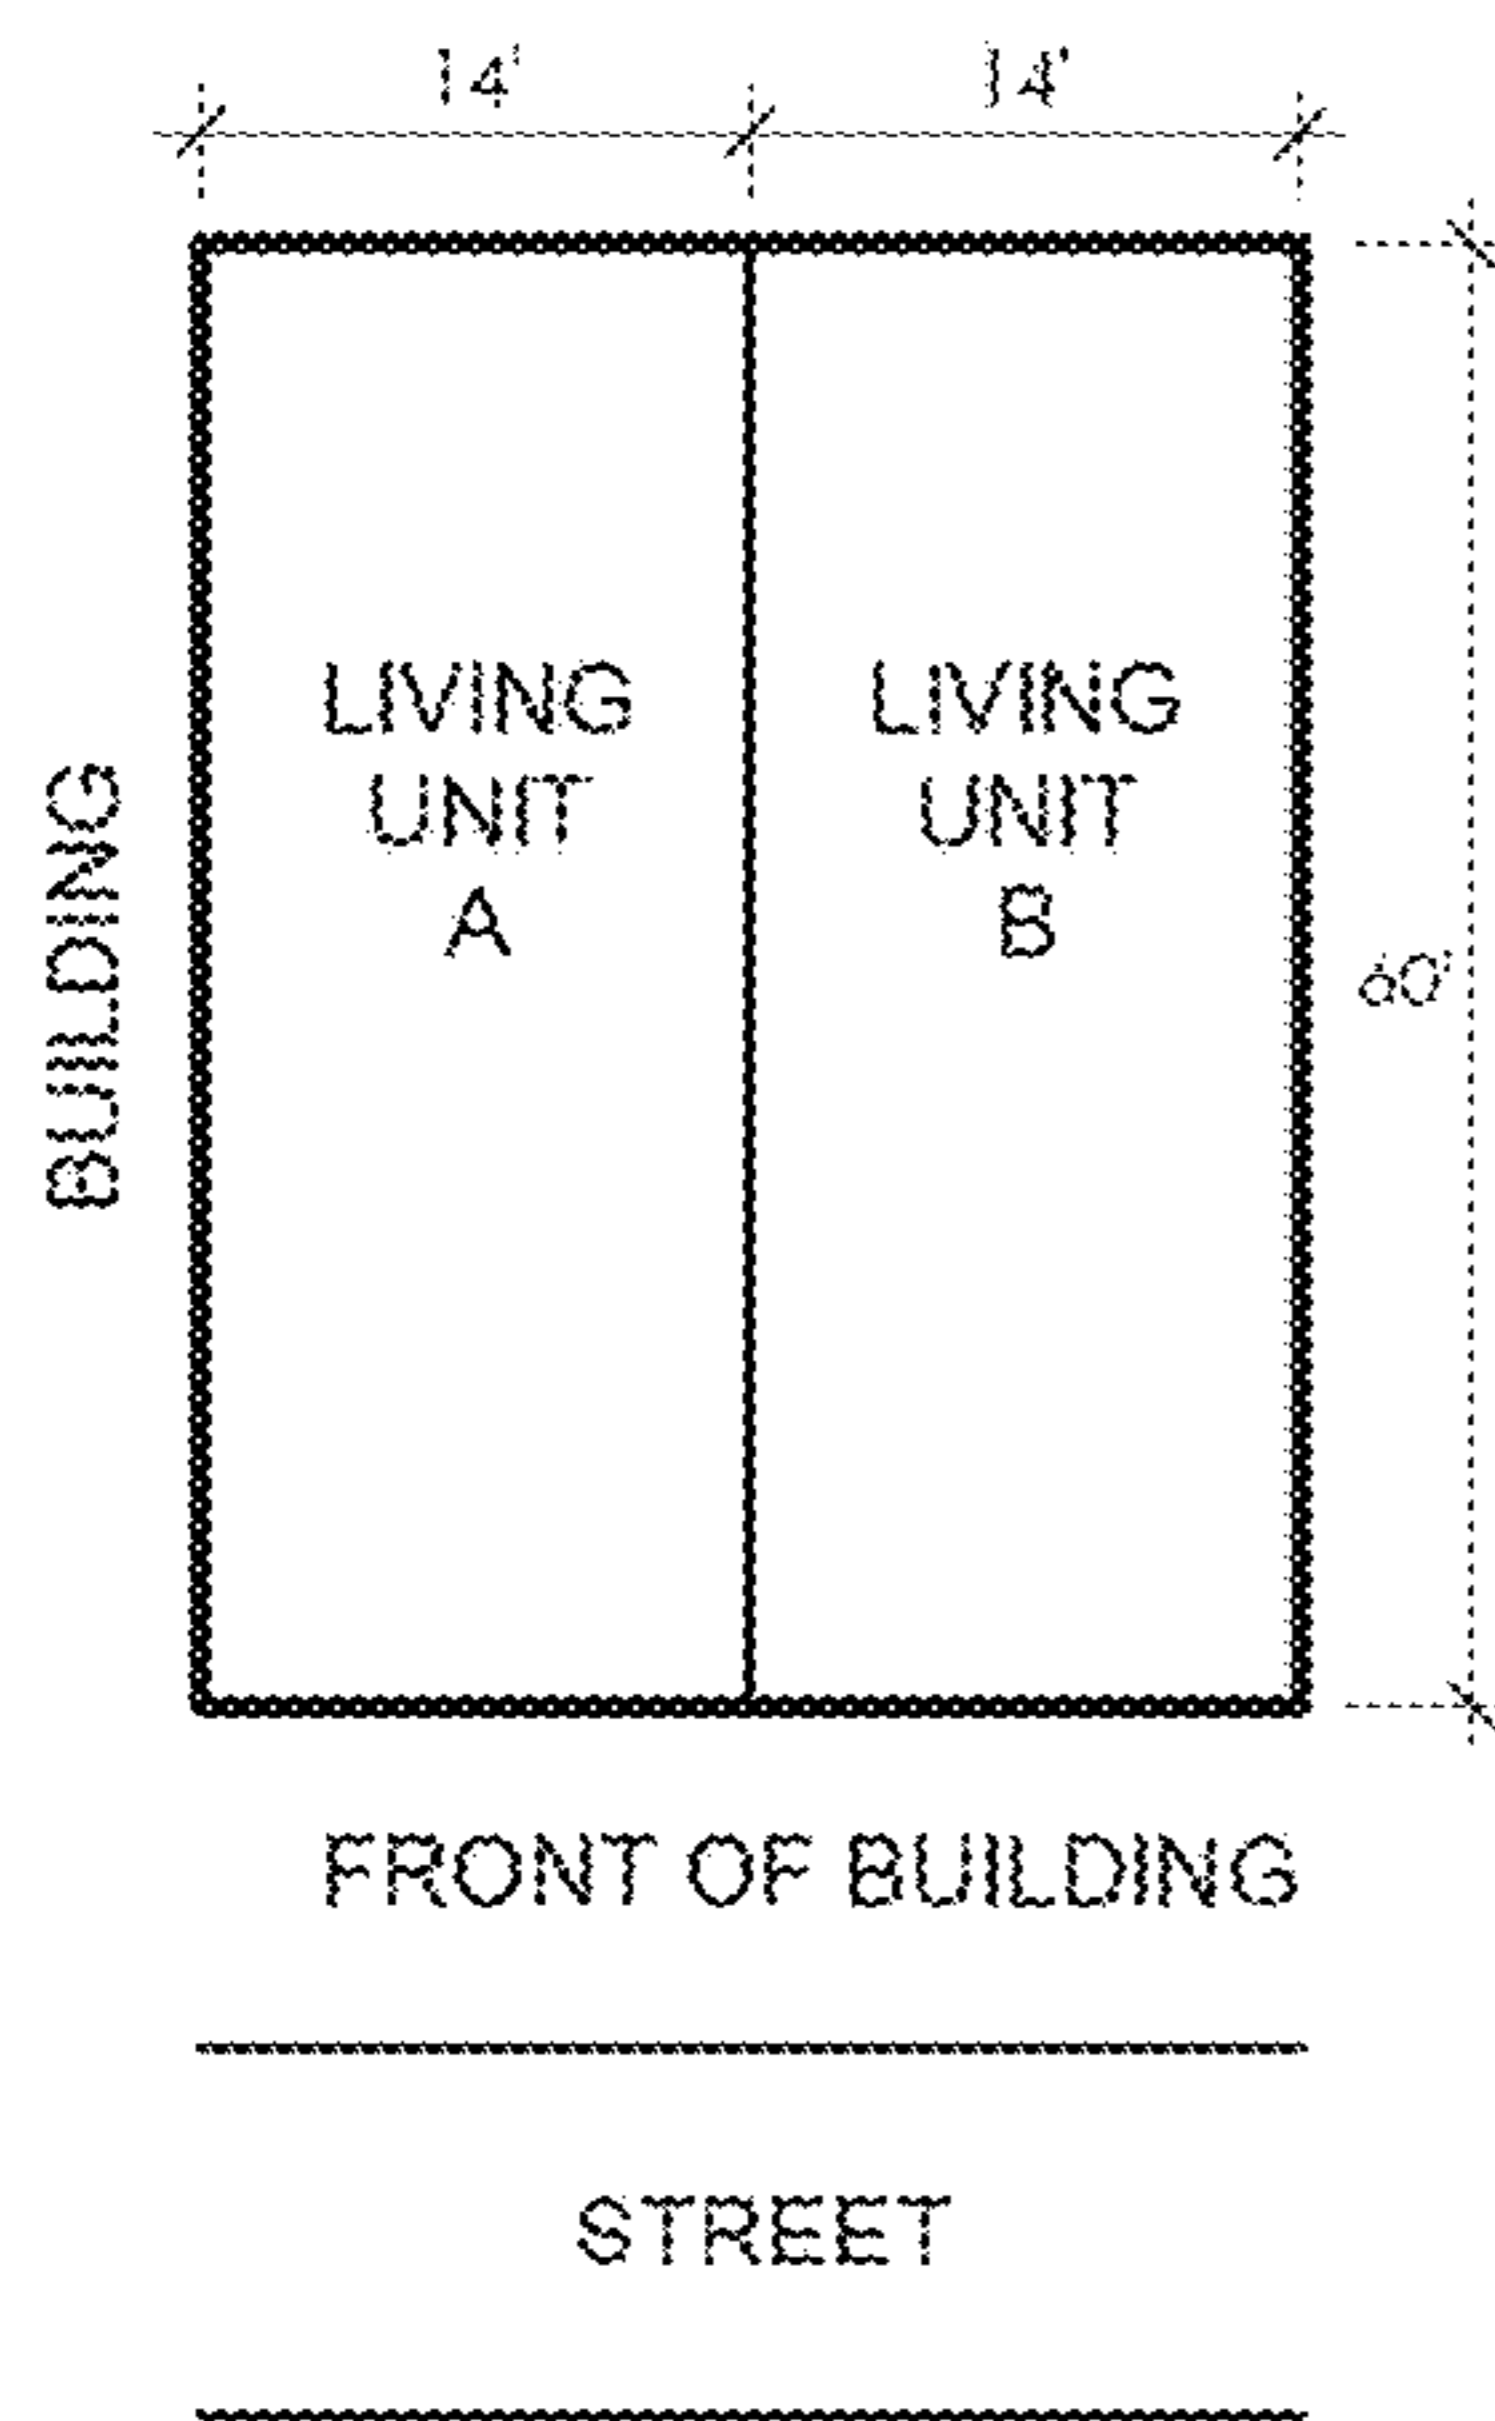 14'
14'
LIVING
UNIT
A
LIVING
UNIT
B
BUILDING
60'
FRONT OF BUILDING
STREET